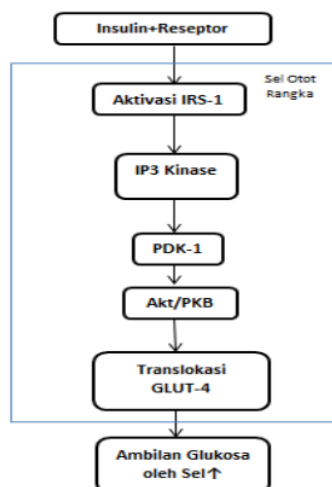 Insulin+Reseptor
Sel Otot
Rangka
Aktivasi IRS-1
IP3 Kinase
PDK-1
Akt/PKB
Translokasi
GLUT-4
Ambilan Glukosa
oleh Sel↑